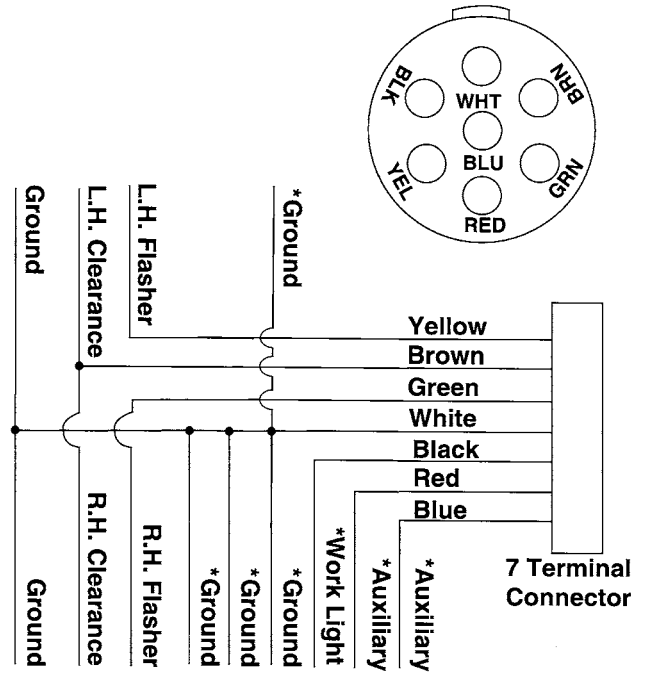 BLK
WHT
BRN
BLU
YEL
GRN
RED
Ground
L.H. Clearance
L.H. Flasher
*Ground
Yellow
Brown
Green
White
Black
Red
Blue
7 Terminal
Connector
Ground
R.H. Clearance
R.H. Flasher
*Ground
*Ground
*Ground
*Work Light
*Auxiliary
*Auxiliary